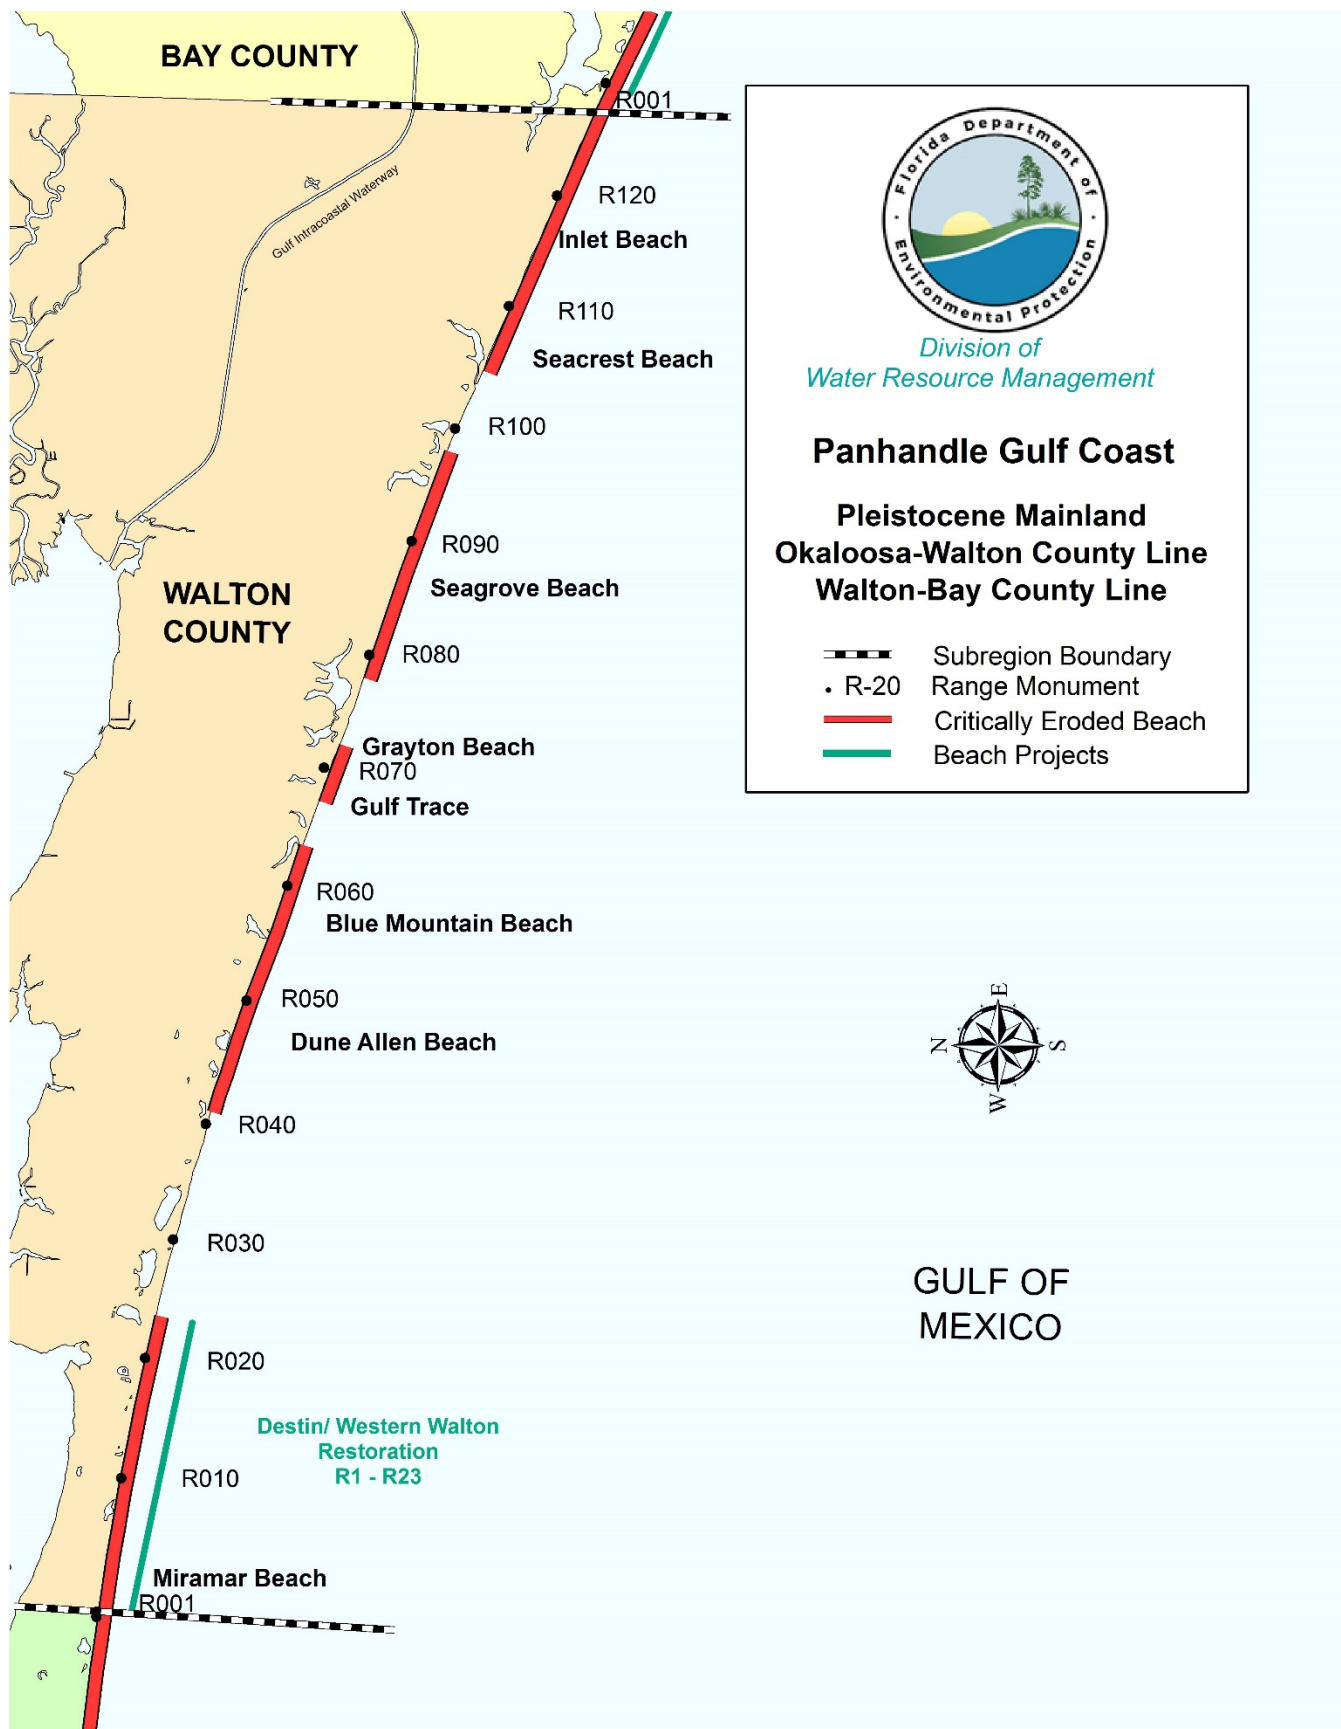 BAY COUNTY
R001
Gulf Intracoastal Waterway
R120
Inlet Beach
R110
Seacrest Beach
R100
R090
Seagrove Beach
WALTON
COUNTY
R080
Grayton Beach
R070
Gulf Trace
R060
Blue Mountain Beach
R050
Dune Allen Beach
R040
R030
R020
Destin/ Western Walton
Restoration
R1 - R23
R010
Miramar Beach
R001
Florida Department of
Environmental Protection
Division of
Water Resource Management
Panhandle Gulf Coast
Pleistocene Mainland
Okaloosa-Walton County Line
Walton-Bay County Line
Subregion Boundary
R-20 Range Monument
Critically Eroded Beach
Beach Projects
E
N
S
W
GULF OF
MEXICO